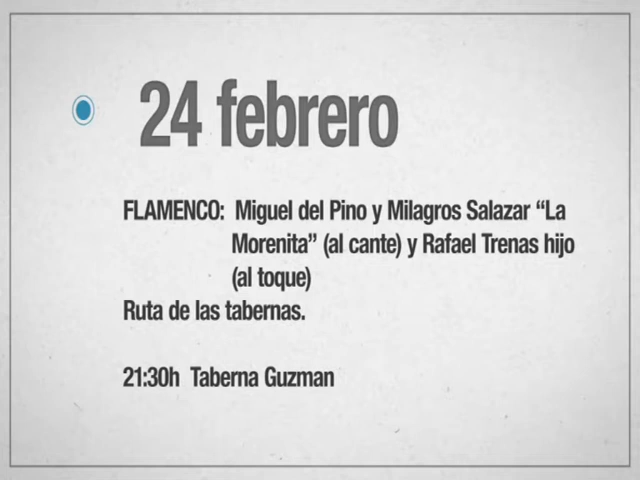 24 febrero
FLAMENCO: Miguel del Pino y Milagros Salazar “La
Morenita” (al cante) y Rafael Trenas hijo
(al toque)
Ruta de las tabernas.
21:30h Taberna Guzman